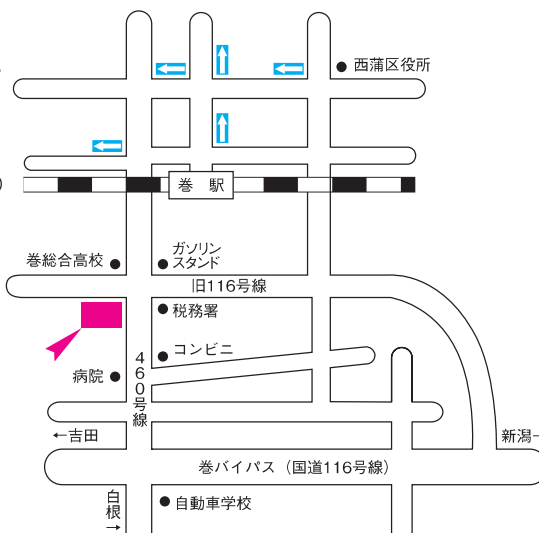 西蒲区役所
巻 駅
ガソリン
スタンド
巻総合高校
旧116号線
税務署
コンビニ
460号線
病院
←吉田
新潟
巻バイパス（国道116号線）
白根→
自動車学校